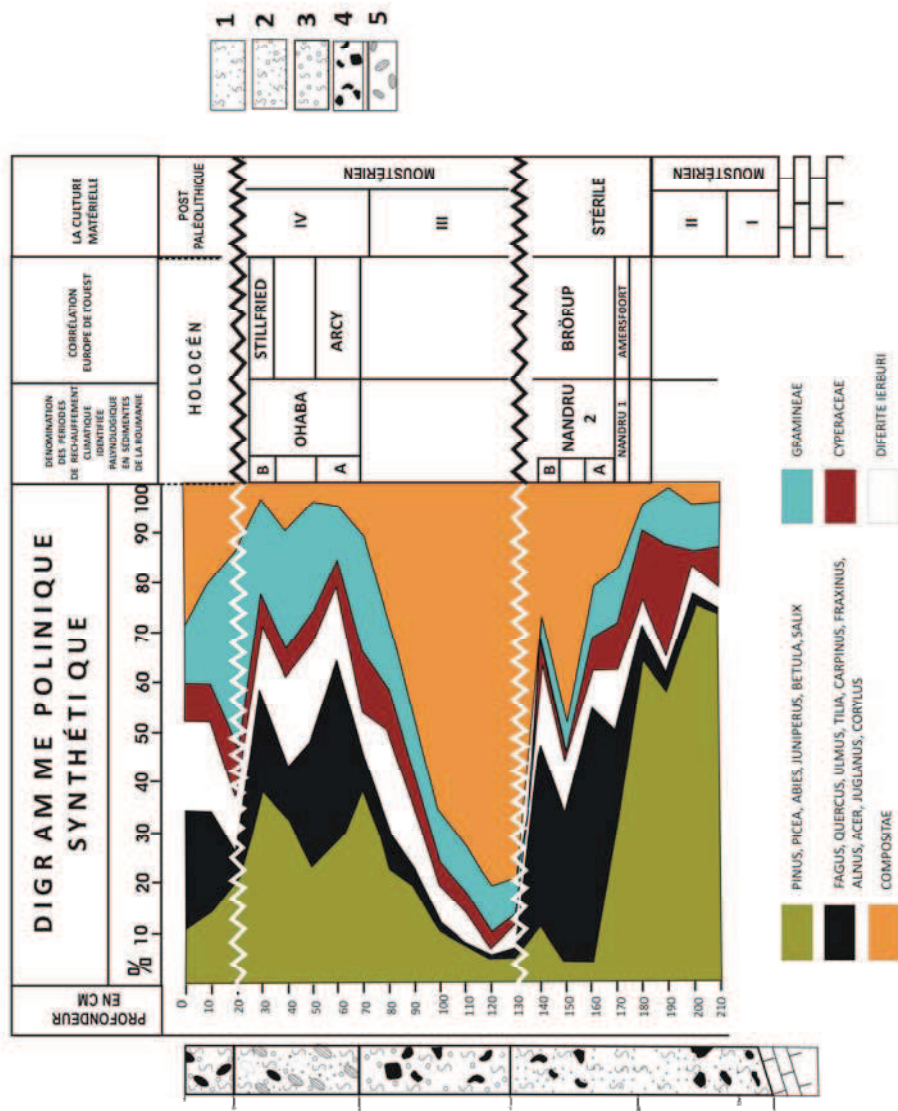 DIGRAM ME POLINIQUE
SYNTHÉTIQUE
PROFONDEUR
EN CM
%
10
20
30
40
50
60
70
80
90
100
DENOMINATION
DES PÉRIODES
DE RECHAUFFEMENT
CLIMATIQUE
IDENTIFIÉE
PALYNOLOGIQUE
EN SÉDIMENTES
DE LA ROUMANIE
CORRÉLATION
EUROPE DE l'OUEST
LA CULTURE
MATÉRIELLE
0
10
20
30
40
50
60
70
80
90
100
110
120
130
140
150
160
170
180
190
200
210
HOLOCÉN
POST
PALÉOLITHIQUE
B
A
OHABA
STILLFRIED
ARCY
IV
III
MOUSTÉRIEN
B
A
NANDRU
2
NANDRU 1
BRÖRUP
AMERSFOORT
STÉRILE
II
I
MOUSTÉRIEN
1
2
3
4
5
PINUS, PICEA, ABIES, JUNIPERUS, BETULA, SALIX
FAGUS, QUERCUS, ULMUS, TILIA, CARPINUS, FRAXINUS,
ALNUS, ACER, JUGLANUS, CORYLUS
COMPOSITAE
GRAMINEAE
CYPERACEAE
DIFERITE IERBURI